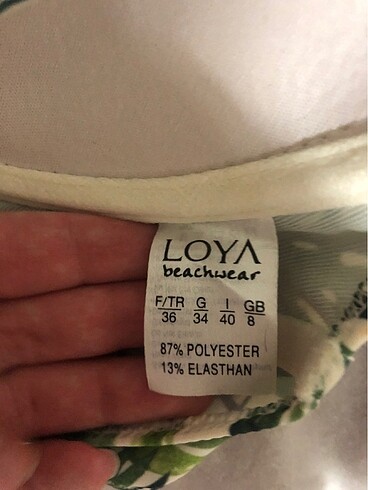 LOYA
beachwear
F/TR G I GB
36 34 40 8
87% POLYESTER
13% ELASTHAN